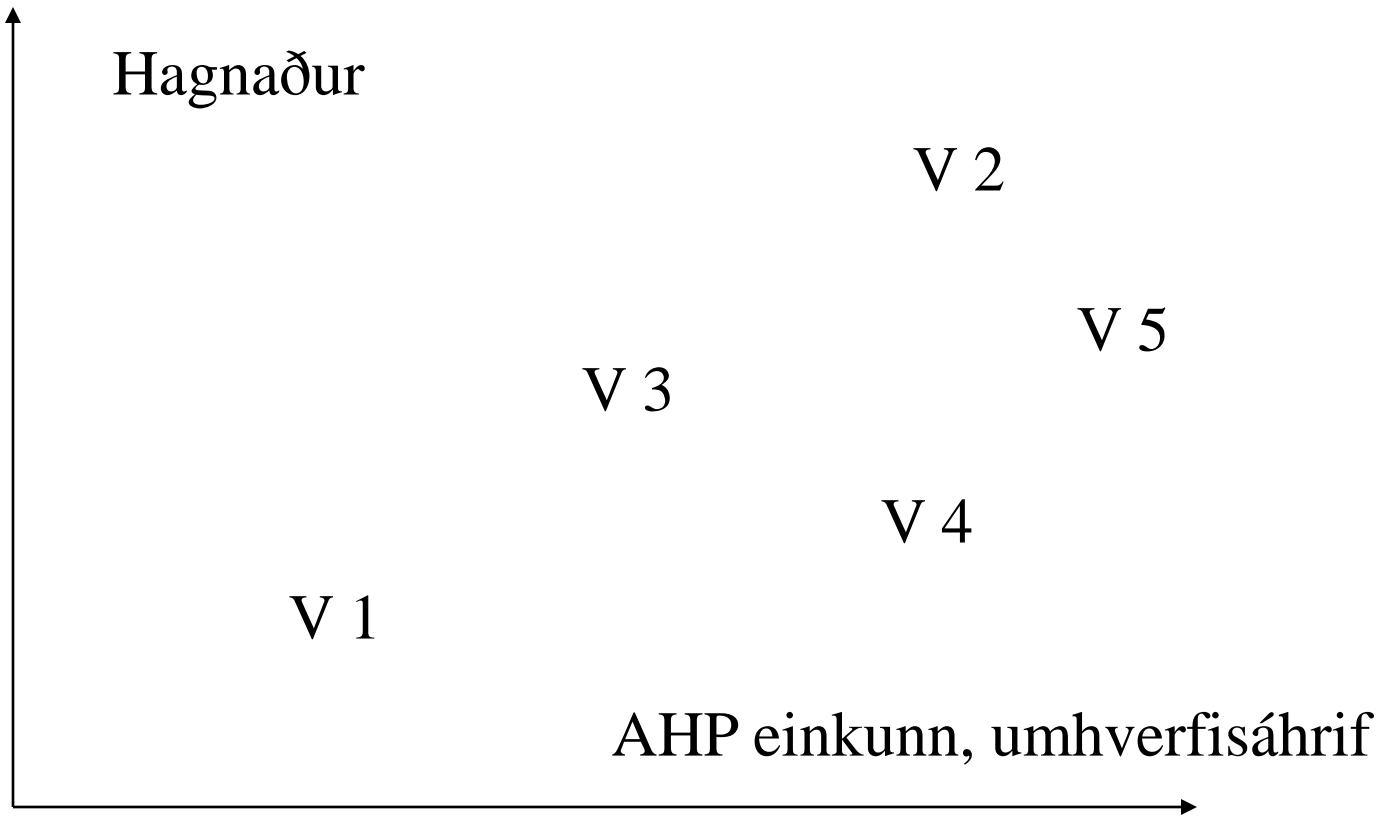 Hagnaður
V 2
V 5
V 3
V 4
V 1
AHP einkunn, umhverfisáhrif